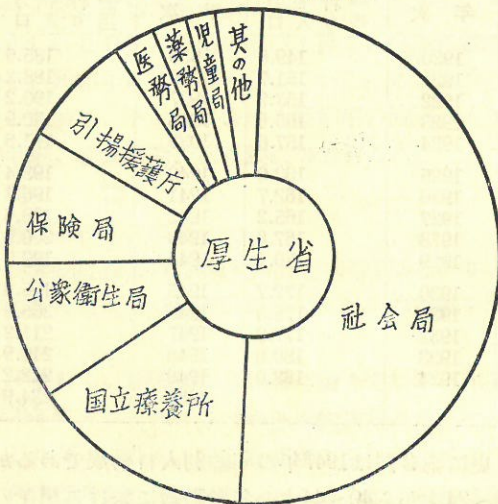 厚生省
社会局
国立療養所
公衆衛生局
保険局
引揚援護庁
医務局
薬務局
児童局
其の他